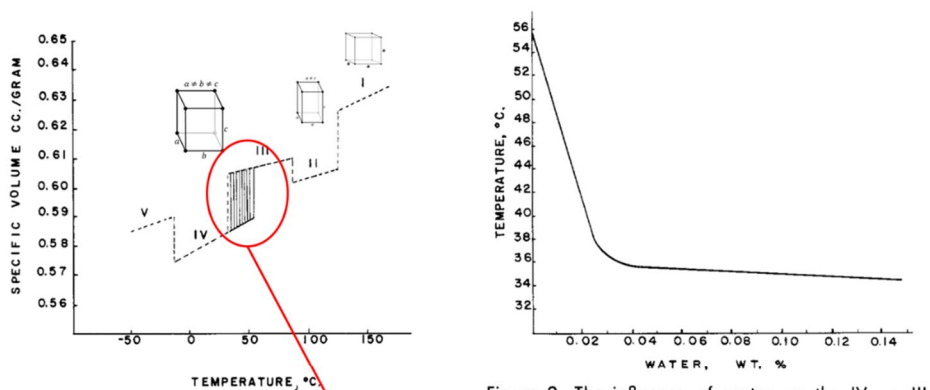 SPECIFIC VOLUME CC./GRAM
0.65
0.64
0.63
0.62
0.61
0.60
0.59
0.58
0.57
0.56
a≠b≠c
a
b
c
I
II
III
IV
V
-50
0
50
100
150
TEMPERATURE, °C.
TEMPERATURE, °C.
56
54
52
50
48
46
44
42
40
38
36
34
32
0.02
0.04
0.06
0.08
0.10
0.12
0.14
WATER, WT. %